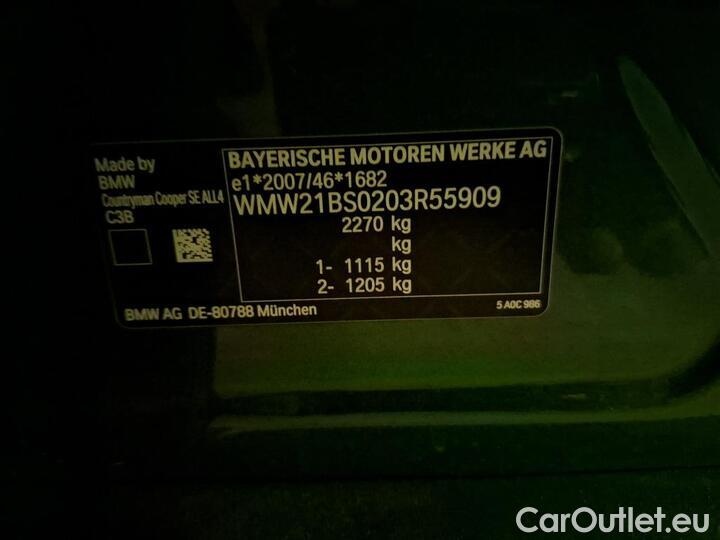 Made by
BMW
Countryman Cooper SE ALL4
C3B
BAYERISCHE MOTOREN WERKE AG
e1*2007/46*1682
WMW21BS0203R55909
2270 kg
kg
1- 1115 kg
2- 1205 kg
BMW AG DE-80788 München
5 A0C 986
CarOutlet.eu